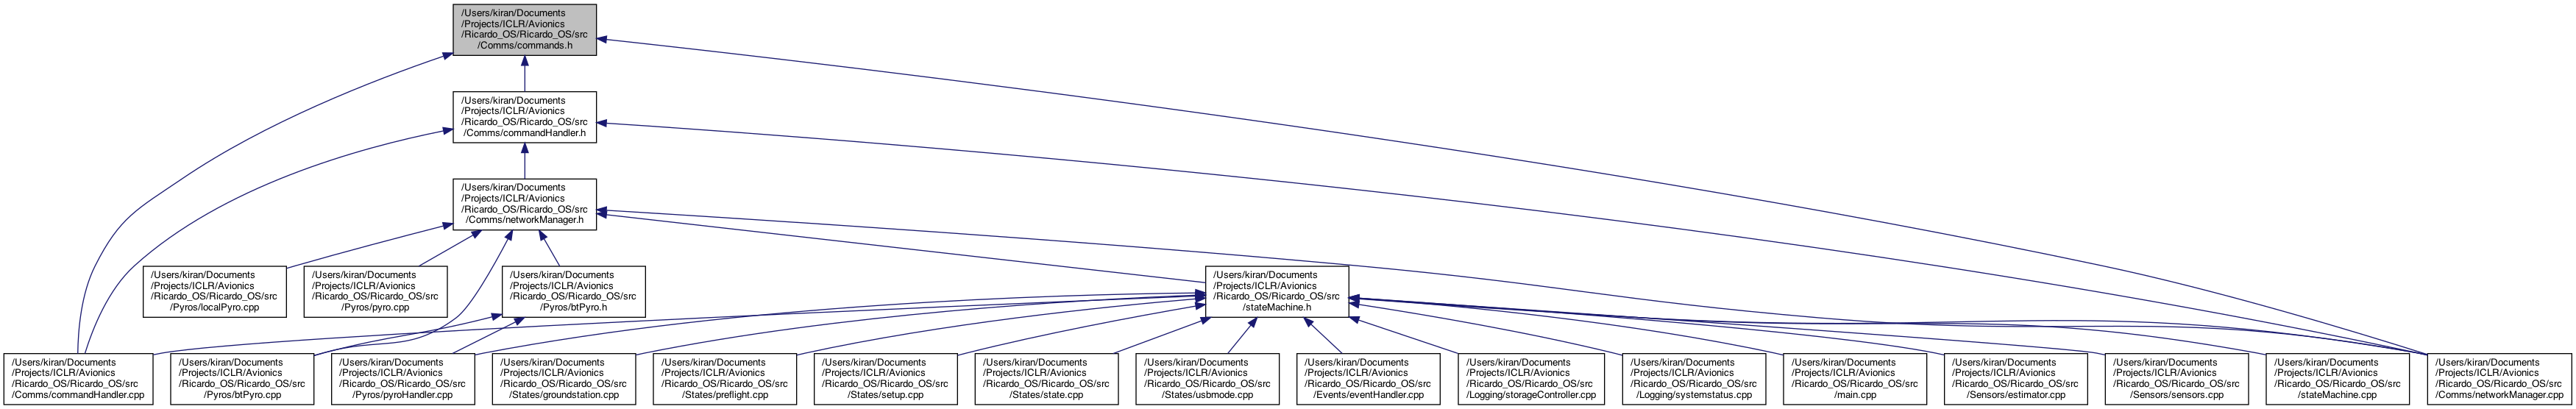 /Users/kiran/Documents
/Projects/ICLR/Avionics
/Ricardo_OS/Ricardo_OS/src
/Comms/commands.h
/Users/kiran/Documents
/Projects/ICLR/Avionics
/Ricardo_OS/Ricardo_OS/src
/Comms/commandHandler.h
/Users/kiran/Documents
/Projects/ICLR/Avionics
/Ricardo_OS/Ricardo_OS/src
/Comms/networkManager.h
/Users/kiran/Documents
/Projects/ICLR/Avionics
/Ricardo_OS/Ricardo_OS/src
/Pyros/localPyro.cpp
/Users/kiran/Documents
/Projects/ICLR/Avionics
/Ricardo_OS/Ricardo_OS/src
/Pyros/pyro.cpp
/Users/kiran/Documents
/Projects/ICLR/Avionics
/Ricardo_OS/Ricardo_OS/src
/Pyros/btPyro.h
/Users/kiran/Documents
/Projects/ICLR/Avionics
/Ricardo_OS/Ricardo_OS/src
/stateMachine.h
/Users/kiran/Documents
/Projects/ICLR/Avionics
/Ricardo_OS/Ricardo_OS/src
/Comms/commandHandler.cpp
/Users/kiran/Documents
/Projects/ICLR/Avionics
/Ricardo_OS/Ricardo_OS/src
/Pyros/btPyro.cpp
/Users/kiran/Documents
/Projects/ICLR/Avionics
/Ricardo_OS/Ricardo_OS/src
/Pyros/pyroHandler.cpp
/Users/kiran/Documents
/Projects/ICLR/Avionics
/Ricardo_OS/Ricardo_OS/src
/States/groundstation.cpp
/Users/kiran/Documents
/Projects/ICLR/Avionics
/Ricardo_OS/Ricardo_OS/src
/States/preflight.cpp
/Users/kiran/Documents
/Projects/ICLR/Avionics
/Ricardo_OS/Ricardo_OS/src
/States/setup.cpp
/Users/kiran/Documents
/Projects/ICLR/Avionics
/Ricardo_OS/Ricardo_OS/src
/States/state.cpp
/Users/kiran/Documents
/Projects/ICLR/Avionics
/Ricardo_OS/Ricardo_OS/src
/States/usbmode.cpp
/Users/kiran/Documents
/Projects/ICLR/Avionics
/Ricardo_OS/Ricardo_OS/src
/Events/eventHandler.cpp
/Users/kiran/Documents
/Projects/ICLR/Avionics
/Ricardo_OS/Ricardo_OS/src
/Logging/storageController.cpp
/Users/kiran/Documents
/Projects/ICLR/Avionics
/Ricardo_OS/Ricardo_OS/src
/Logging/systemstatus.cpp
/Users/kiran/Documents
/Projects/ICLR/Avionics
/Ricardo_OS/Ricardo_OS/src
/main.cpp
/Users/kiran/Documents
/Projects/ICLR/Avionics
/Ricardo_OS/Ricardo_OS/src
/Sensors/estimator.cpp
/Users/kiran/Documents
/Projects/ICLR/Avionics
/Ricardo_OS/Ricardo_OS/src
/Sensors/sensors.cpp
/Users/kiran/Documents
/Projects/ICLR/Avionics
/Ricardo_OS/Ricardo_OS/src
/stateMachine.cpp
/Users/kiran/Documents
/Projects/ICLR/Avionics
/Ricardo_OS/Ricardo_OS/src
/Comms/networkManager.cpp